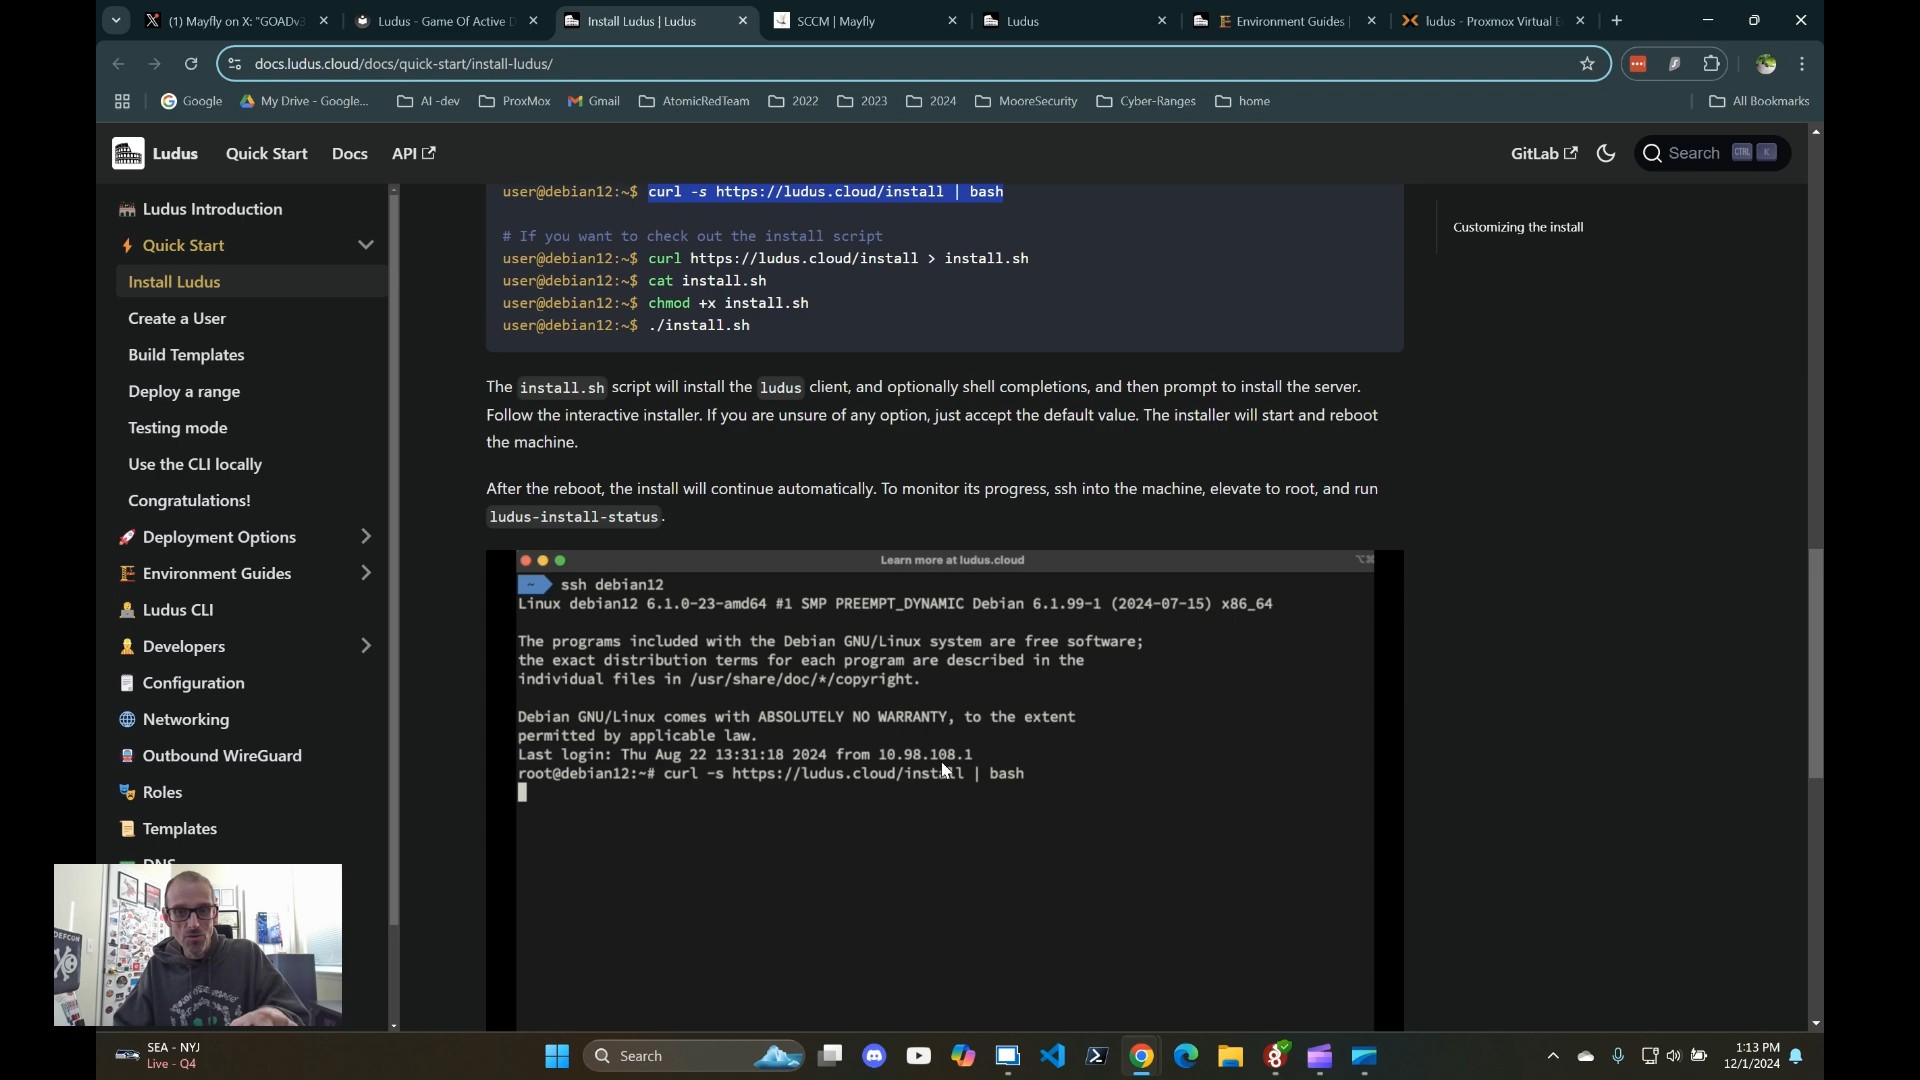 (1) Mayfly on X: "GOADv3
Ludus - Game Of Active D
Install Ludus | Ludus
SCCM | Mayfly
Ludus
Environment Guides |
ludus - Proxmox Virtual E
docs.ludus.cloud/docs/quick-start/install-ludus/
Google
My Drive - Google...
AI -dev
ProxMox
Gmail
AtomicRedTeam
2022
2023
2024
MooreSecurity
Cyber-Ranges
home
All Bookmarks
Ludus
Quick Start
Docs
API
GitLab
Search
CTRL
K
Ludus Introduction
Quick Start
Install Ludus
Create a User
Build Templates
Deploy a range
Testing mode
Use the CLI locally
Congratulations!
Deployment Options
Environment Guides
Ludus CLI
Developers
Configuration
Networking
Outbound WireGuard
Roles
Templates
DNS
user@debian12:~$ curl -s https://ludus.cloud/install | bash
# If you want to check out the install script
user@debian12:~$ curl https://ludus.cloud/install > install.sh
user@debian12:~$ cat install.sh
user@debian12:~$ chmod +x install.sh
user@debian12:~$ ./install.sh
Customizing the install
The install.sh script will install the ludus client, and optionally shell completions, and then prompt to install the server.
Follow the interactive installer. If you are unsure of any option, just accept the default value. The installer will start and reboot
the machine.
After the reboot, the install will continue automatically. To monitor its progress, ssh into the machine, elevate to root, and run
ludus-install-status.
Learn more at ludus.cloud
~ ssh debian12
Linux debian12 6.1.0-23-amd64 #1 SMP PREEMPT_DYNAMIC Debian 6.1.99-1 (2024-07-15) x86_64
The programs included with the Debian GNU/Linux system are free software;
the exact distribution terms for each program are described in the
individual files in /usr/share/doc/*/copyright.
Debian GNU/Linux comes with ABSOLUTELY NO WARRANTY, to the extent
permitted by applicable law.
Last login: Thu Aug 22 13:31:18 2024 from 10.98.108.1
root@debian12:~# curl -s https://ludus.cloud/install | bash
DEFCON
SEA - NYJ
Live - Q4
Search
1:13 PM
12/1/2024